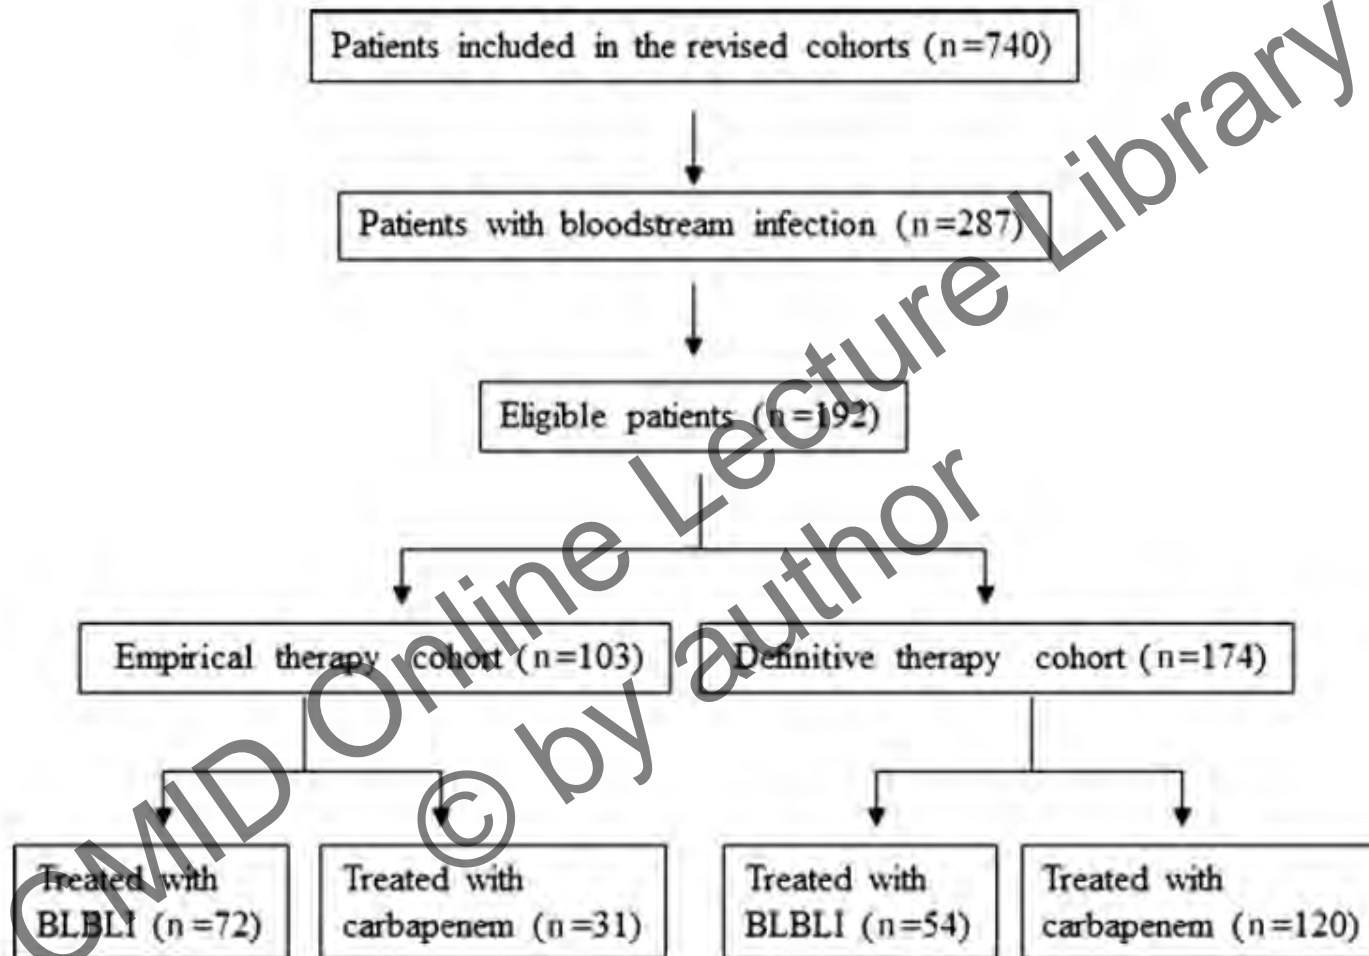 Patients included in the revised cohorts (n=740)
Patients with bloodstream infection (n=287)
Eligible patients (n=192)
Empirical therapy cohort (n=103)
Definitive therapy cohort (n=174)
Treated with
BLBLI (n=72)
Treated with
carbapenem (n=31)
Treated with
BLBLI (n=54)
Treated with
carbapenem (n=120)
CMID Online Lecture Library
© by author